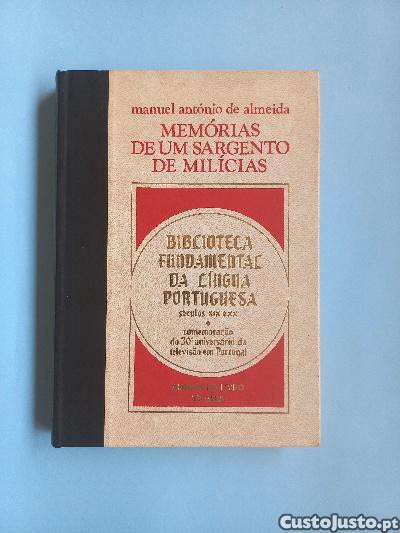 manuel antónio de almeida
MEMÓRIAS
DE UM SARGENTO
DE MILÍCIAS
BIBLIOTECA
FUNDAMENTAL
DA LÍNGUA
PORTUGUESA
séculos XIX e XX
comemoração
do 30º aniversário da
televisão em Portugal
CustoJusto.pt